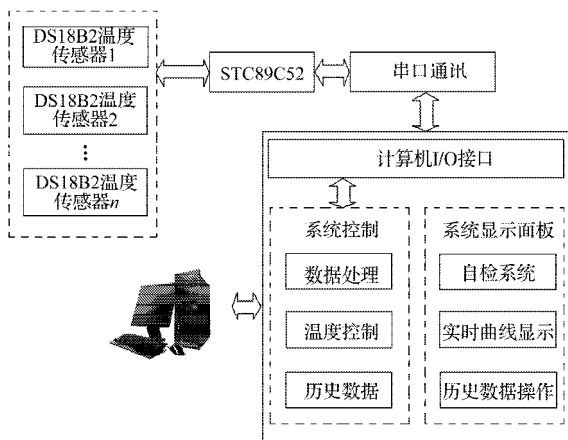 DS18B2温度
传感器1
DS18B2温度
传感器2
DS18B2温度
传感器n
STC89C52
串口通讯
计算机I/O接口
系统控制
数据处理
温度控制
历史数据
系统显示面板
自检系统
实时曲线显示
历史数据操作